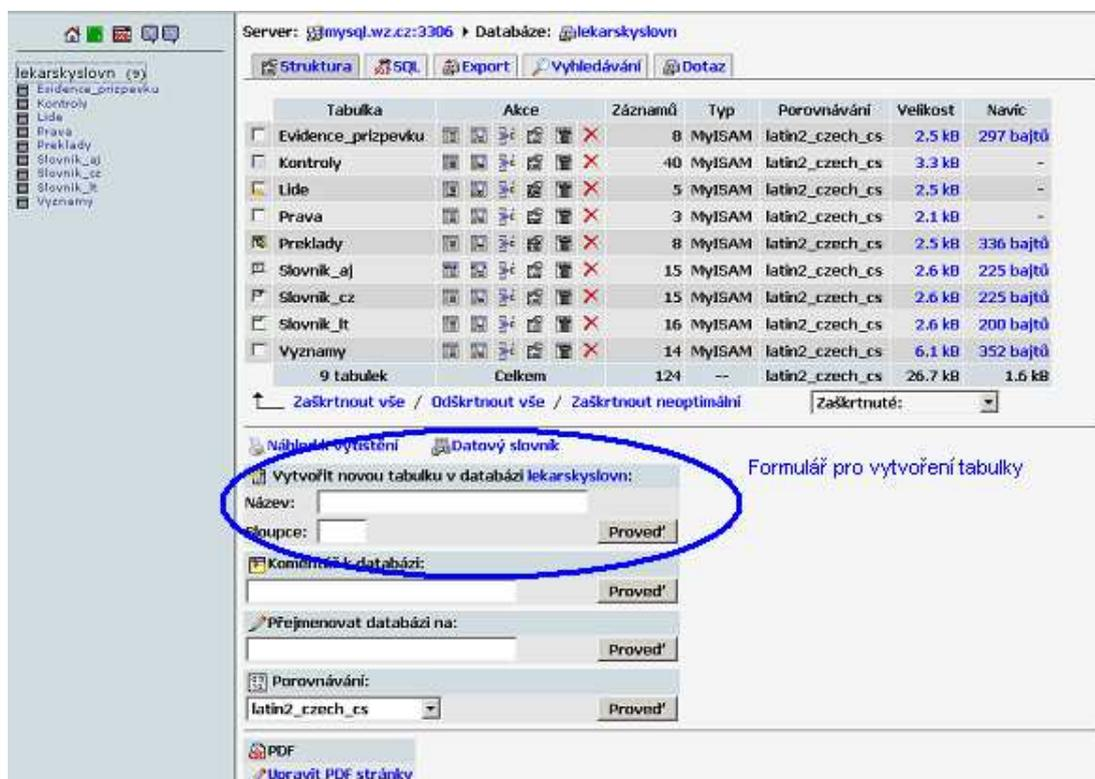 Server: mysql.wz.cz:3306 ▸ Databáze: lekarskyslovn
Struktura SQL Export Vyhledávání Dotaz
lekarskyslovn (9)
Evidence_prizpevku
Kontroly
Lide
Prava
Preklady
Slovnik_aj
Slovnik_cz
Slovnik_lt
Vyznamy
Tabulka Akce Záznamů Typ Porovnávání Velikost Navíc
Evidence_prizpevku 8 MyISAM latin2_czech_cs 2.5 kB 297 bajtů
Kontroly 40 MyISAM latin2_czech_cs 3.3 kB -
Lide 5 MyISAM latin2_czech_cs 2.5 kB -
Prava 3 MyISAM latin2_czech_cs 2.1 kB -
Preklady 8 MyISAM latin2_czech_cs 2.5 kB 336 bajtů
Slovnik_aj 15 MyISAM latin2_czech_cs 2.6 kB 225 bajtů
Slovnik_cz 15 MyISAM latin2_czech_cs 2.6 kB 225 bajtů
Slovnik_lt 16 MyISAM latin2_czech_cs 2.6 kB 200 bajtů
Vyznamy 14 MyISAM latin2_czech_cs 6.1 kB 352 bajtů
9 tabulek Celkem 124 -- latin2_czech_cs 26.7 kB 1.6 kB
Zaškrtnout vše / Odškrtnout vše / Zaškrtnout neoptimální Zaškrtnuté:
Náhled k vytištění Datový slovník
Vytvořit novou tabulku v databázi lekarskyslovn:
Formulář pro vytvoření tabulky
Název:
Sloupce: Proveď
Komentář k databázi:
Proveď
Přejmenovat databázi na:
Proveď
Porovnávání:
latin2_czech_cs Proveď
PDF
Upravit PDF stránky